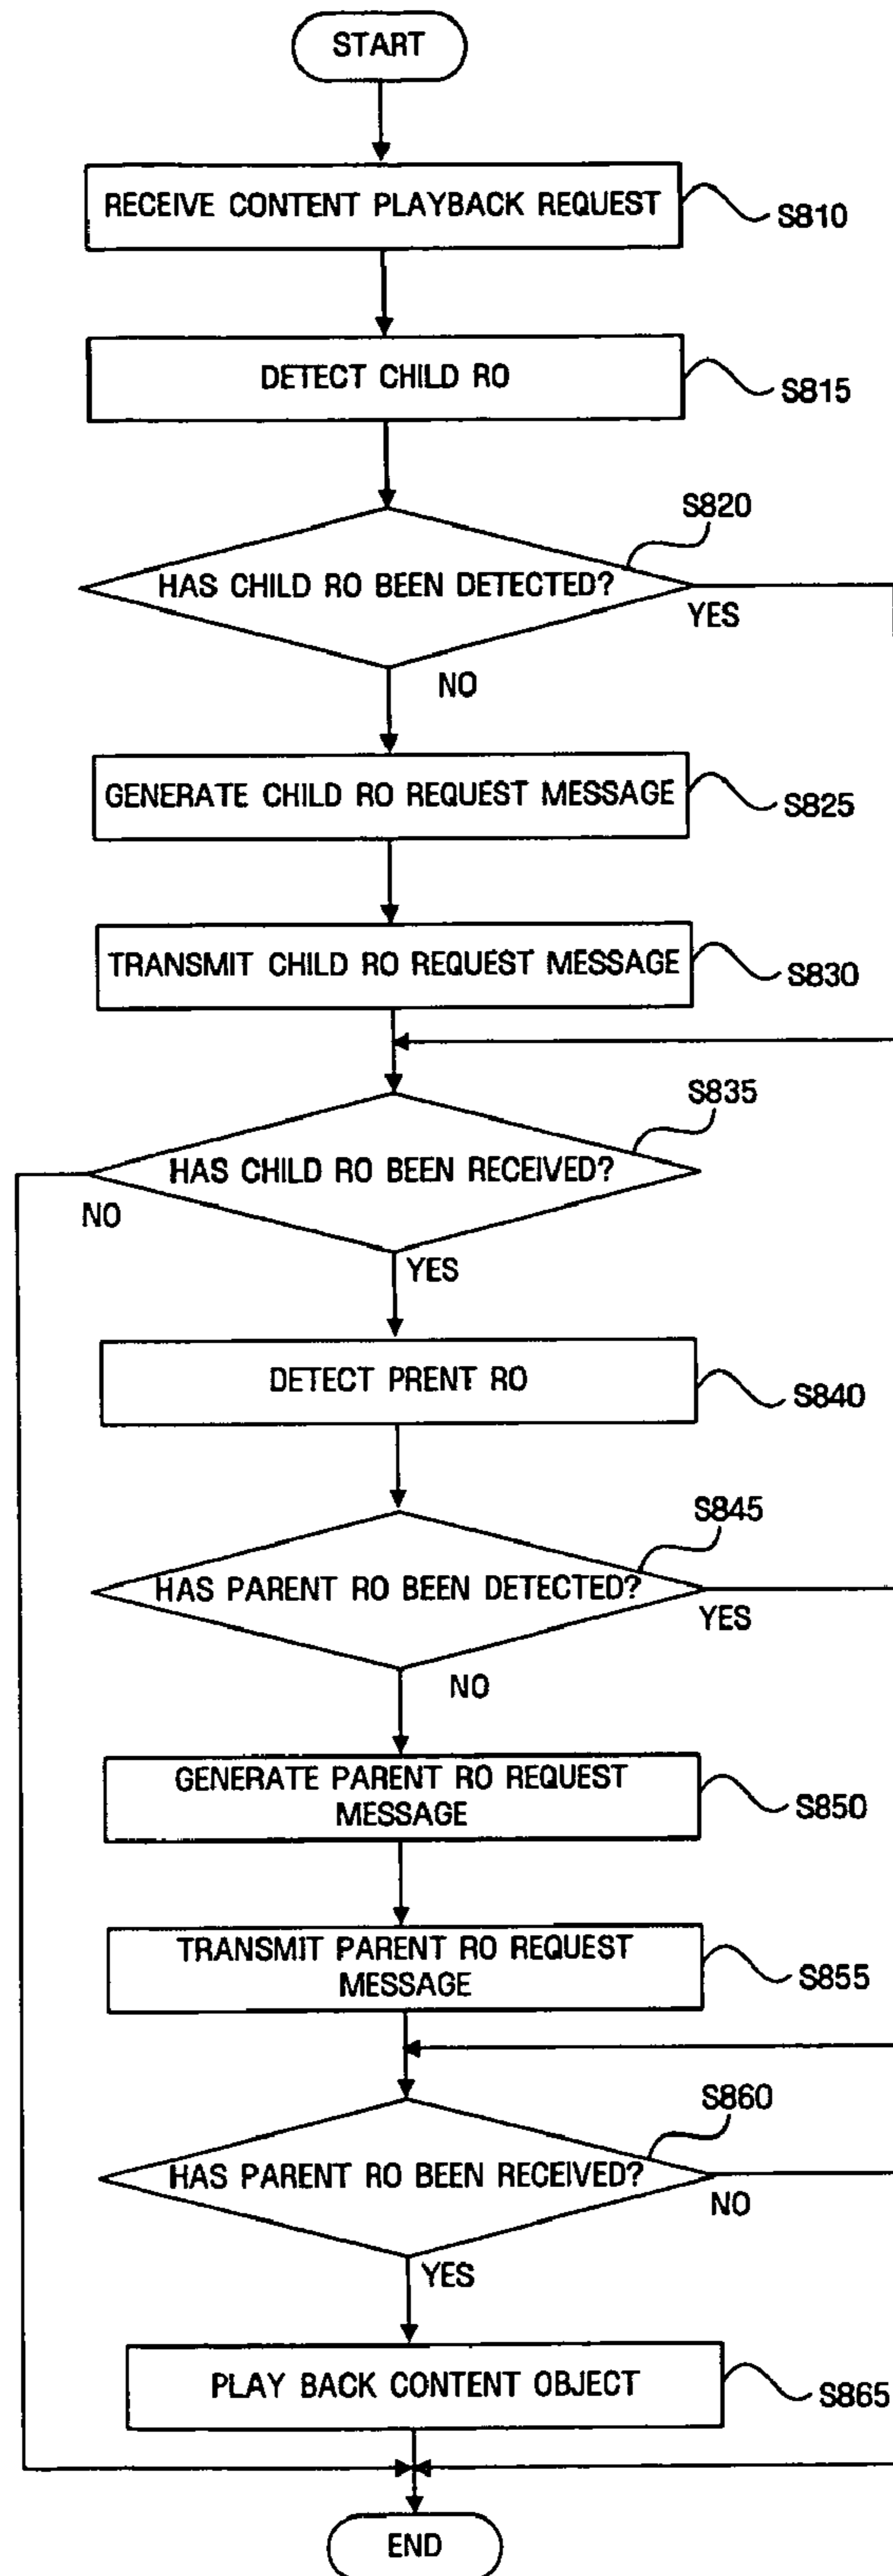 START
RECEIVE CONTENT PLAYBACK REQUEST
S810
DETECT CHILD RO
S815
S820
HAS CHILD RO BEEN DETECTED?
YES
NO
GENERATE CHILD RO REQUEST MESSAGE
S825
TRANSMIT CHILD RO REQUEST MESSAGE
S830
S835
HAS CHILD RO BEEN RECEIVED?
NO
YES
DETECT PRENT RO
S840
S845
HAS PARENT RO BEEN DETECTED?
YES
NO
GENERATE PARENT RO REQUEST
MESSAGE
S850
TRANSMIT PARENT RO REQUEST
MESSAGE
S855
S860
HAS PARENT RO BEEN RECEIVED?
NO
YES
PLAY BACK CONTENT OBJECT
S865
END